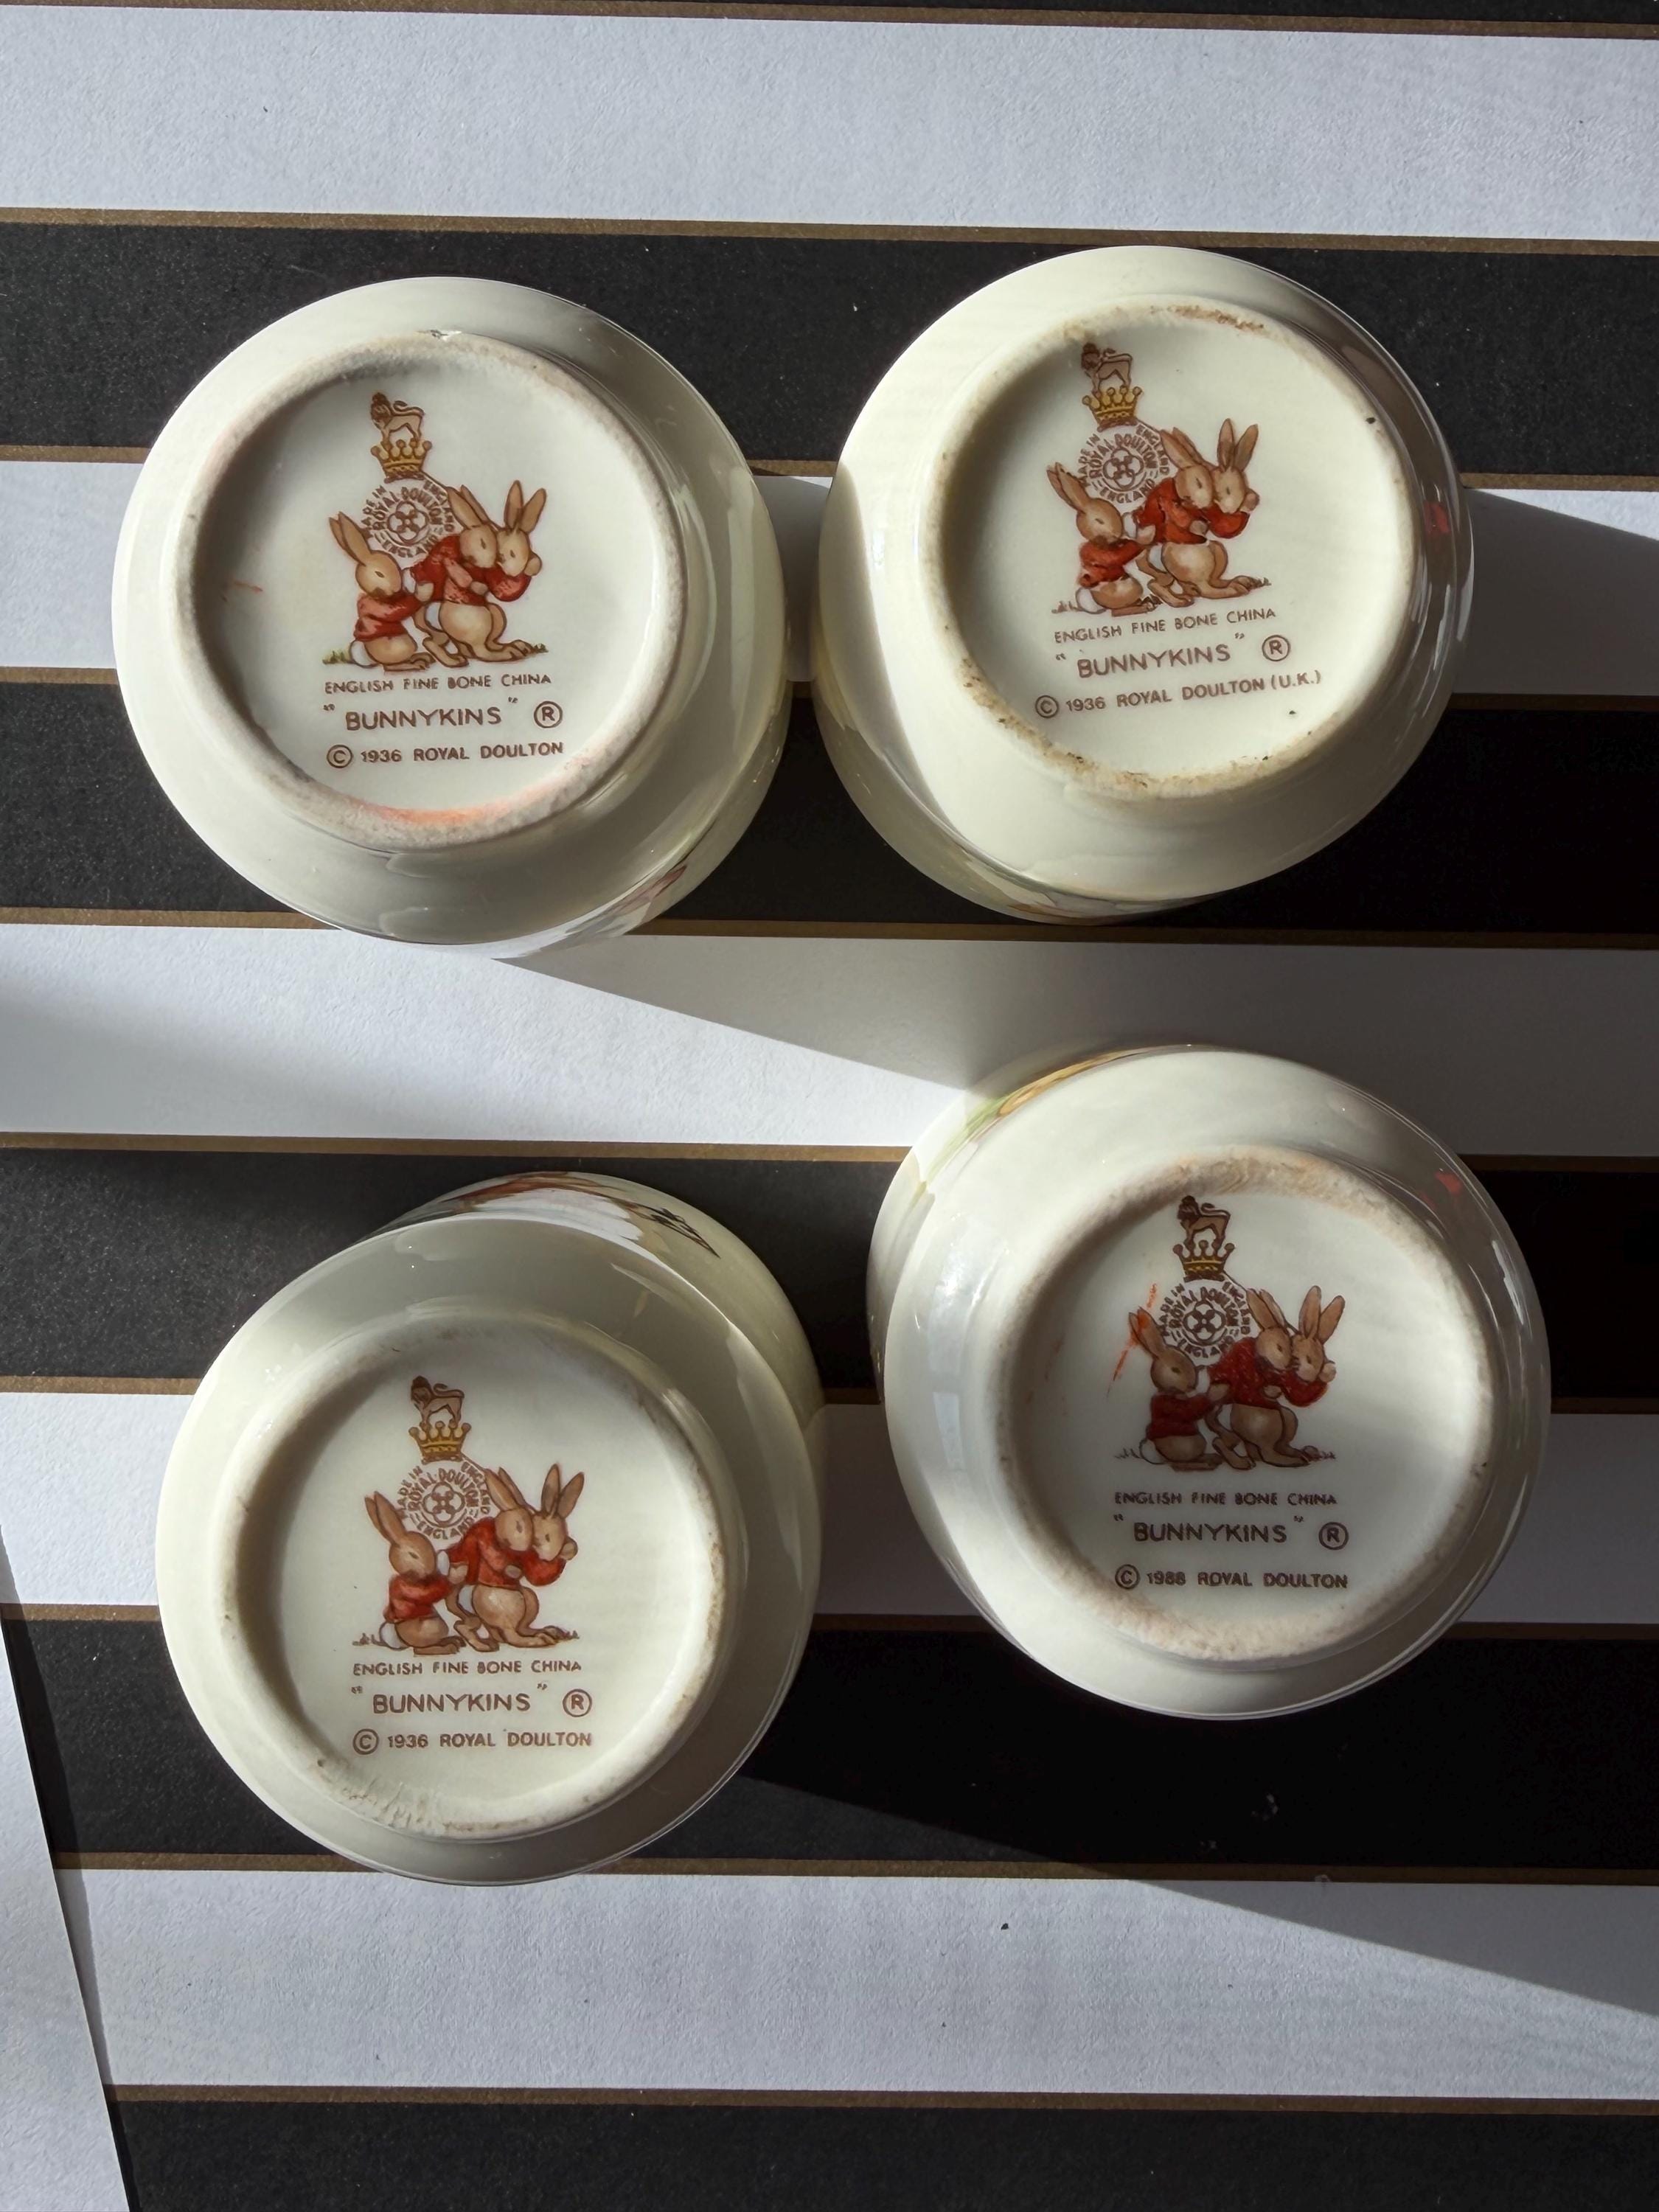 MADE IN ENGLAND
ROYAL DOULTON
ENGLAND
ENGLISH FINE BONE CHINA
"BUNNYKINS" ®
© 1936 ROYAL DOULTON
MADE IN ENGLAND
ROYAL DOULTON
ENGLAND
ENGLISH FINE BONE CHINA
"BUNNYKINS" ®
© 1936 ROYAL DOULTON (U.K.)
MADE IN ENGLAND
ROYAL DOULTON
ENGLAND
ENGLISH FINE BONE CHINA
"BUNNYKINS" ®
© 1936 ROYAL DOULTON
MADE IN ENGLAND
ROYAL DOULTON
ENGLAND
ENGLISH FINE BONE CHINA
"BUNNYKINS" ®
© 1988 ROYAL DOULTON